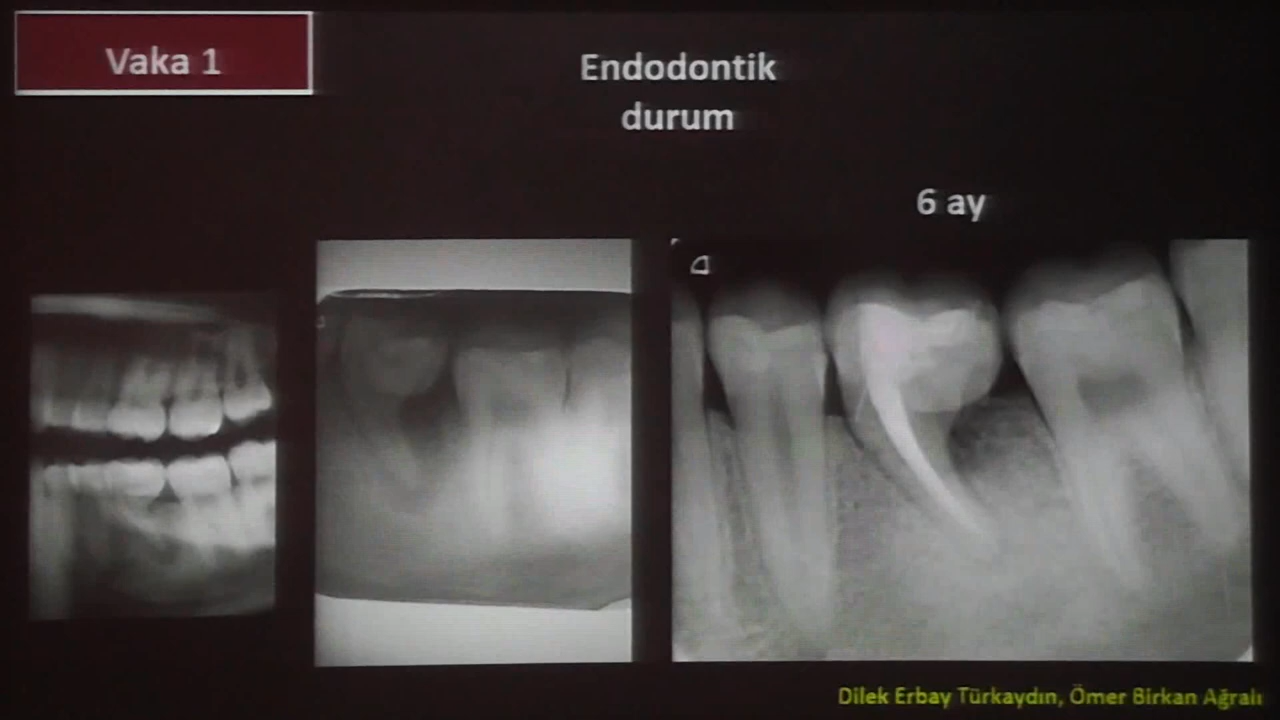 Vaka 1
Endodontik
durum
6 ay
Dilek Erbay Türkaydın, Ömer Birkan Ağralı